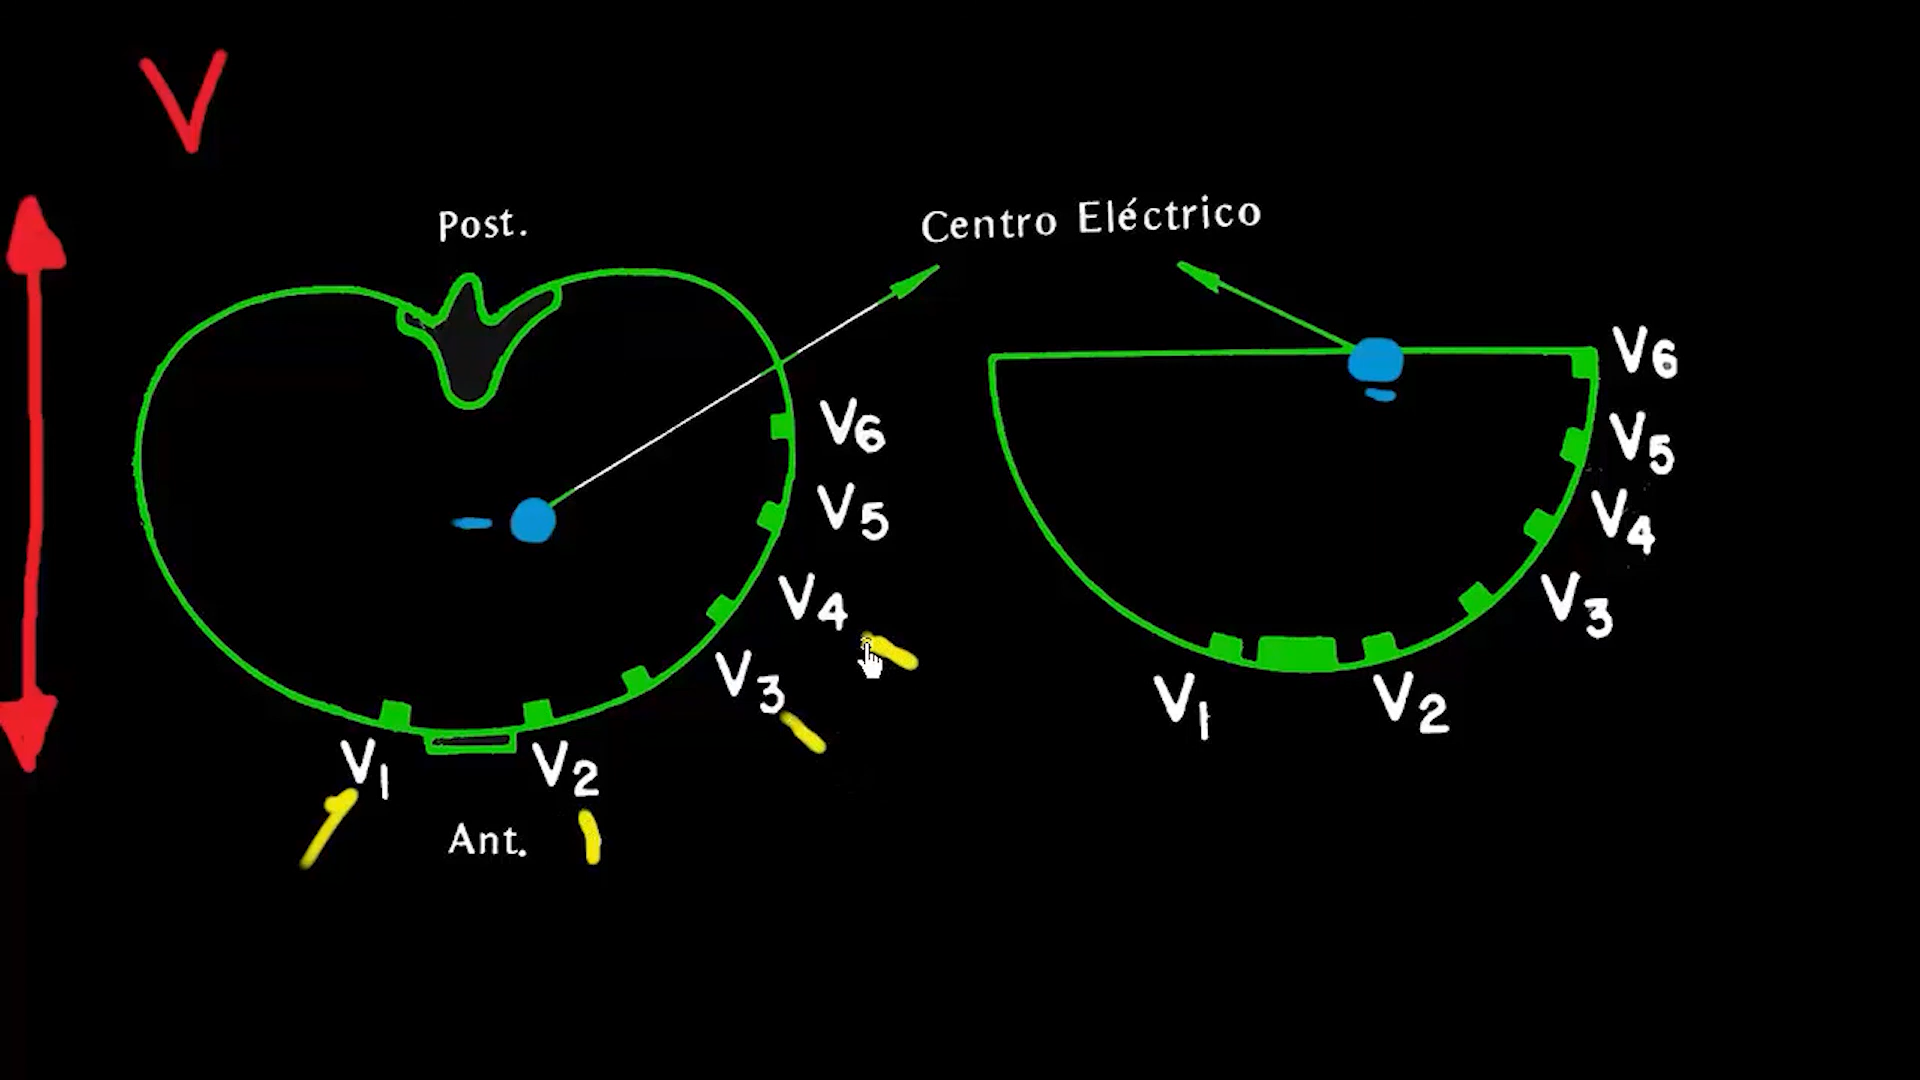 V
Post.
Centro Eléctrico
V6
V5
V4
V3
V2
V1
Ant.
V6
V5
V4
V3
V2
V1